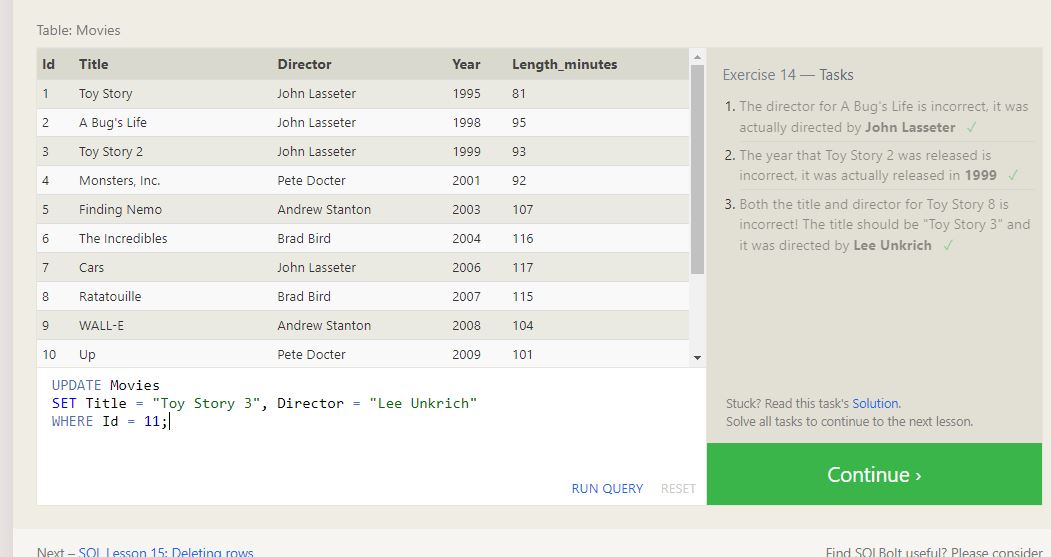 Table: Movies
Id Title Director Year Length_minutes
1 Toy Story John Lasseter 1995 81
2 A Bug's Life John Lasseter 1998 95
3 Toy Story 2 John Lasseter 1999 93
4 Monsters, Inc. Pete Docter 2001 92
5 Finding Nemo Andrew Stanton 2003 107
6 The Incredibles Brad Bird 2004 116
7 Cars John Lasseter 2006 117
8 Ratatouille Brad Bird 2007 115
9 WALL-E Andrew Stanton 2008 104
10 Up Pete Docter 2009 101
UPDATE Movies
SET Title = "Toy Story 3", Director = "Lee Unkrich"
WHERE Id = 11;
RUN QUERY RESET
Exercise 14 — Tasks
1. The director for A Bug's Life is incorrect, it was
actually directed by John Lasseter ✓
2. The year that Toy Story 2 was released is
incorrect, it was actually released in 1999 ✓
3. Both the title and director for Toy Story 8 is
incorrect! The title should be "Toy Story 3" and
it was directed by Lee Unkrich ✓
Stuck? Read this task's Solution.
Solve all tasks to continue to the next lesson.
Continue ›
Next – SQL Lesson 15: Deleting rows
Find SQLBolt useful? Please consider